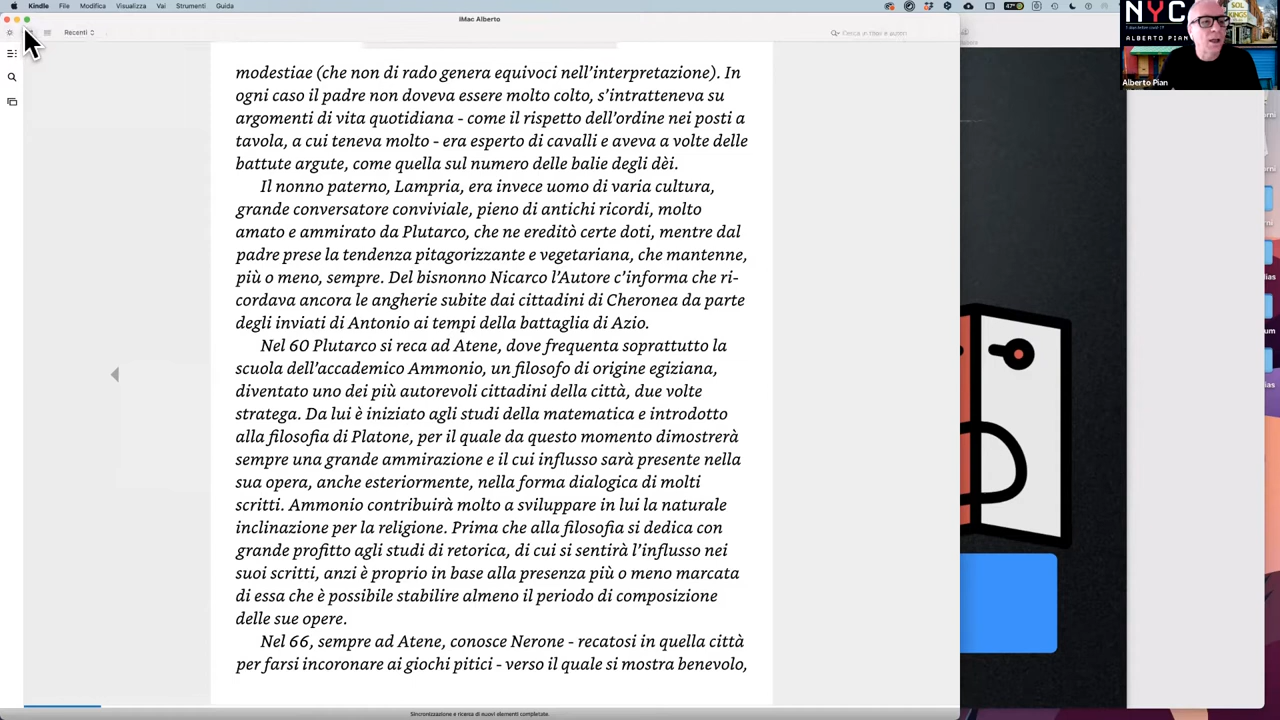 Kindle File Modifica Visualizza Vai Strumenti Guida
47°
iMac Alberto
Recenti
Cerca in titoli e autori
modestiae (che non di rado genera equivoci nell'interpretazione). In
ogni caso il padre non doveva essere molto colto, s'intratteneva su
argomenti di vita quotidiana - come il rispetto dell'ordine nei posti a
tavola, a cui teneva molto - era esperto di cavalli e aveva a volte delle
battute argute, come quella sul numero delle balie degli dèi.
Il nonno paterno, Lampria, era invece uomo di varia cultura,
grande conversatore conviviale, pieno di antichi ricordi, molto
amato e ammirato da Plutarco, che ne ereditò certe doti, mentre dal
padre prese la tendenza pitagorizzante e vegetariana, che mantenne,
più o meno, sempre. Del bisnonno Nicarco l'Autore c'informa che ri-
cordava ancora le angherie subite dai cittadini di Cheronea da parte
degli inviati di Antonio ai tempi della battaglia di Azio.
Nel 60 Plutarco si reca ad Atene, dove frequenta soprattutto la
scuola dell'accademico Ammonio, un filosofo di origine egiziana,
diventato uno dei più autorevoli cittadini della città, due volte
stratega. Da lui è iniziato agli studi della matematica e introdotto
alla filosofia di Platone, per il quale da questo momento dimostrerà
sempre una grande ammirazione e il cui influsso sarà presente nella
sua opera, anche esteriormente, nella forma dialogica di molti
scritti. Ammonio contribuirà molto a sviluppare in lui la naturale
inclinazione per la religione. Prima che alla filosofia si dedica con
grande profitto agli studi di retorica, di cui si sentirà l'influsso nei
suoi scritti, anzi è proprio in base alla presenza più o meno marcata
di essa che è possibile stabilire almeno il periodo di composizione
delle sue opere.
Nel 66, sempre ad Atene, conosce Nerone - recatosi in quella città
per farsi incoronare ai giochi pitici - verso il quale si mostra benevolo,
Sincronizzazione e ricerca di nuovi elementi completate.
NYC
ALBERTO PIAN
SOL
KINGS
Alberto Pian